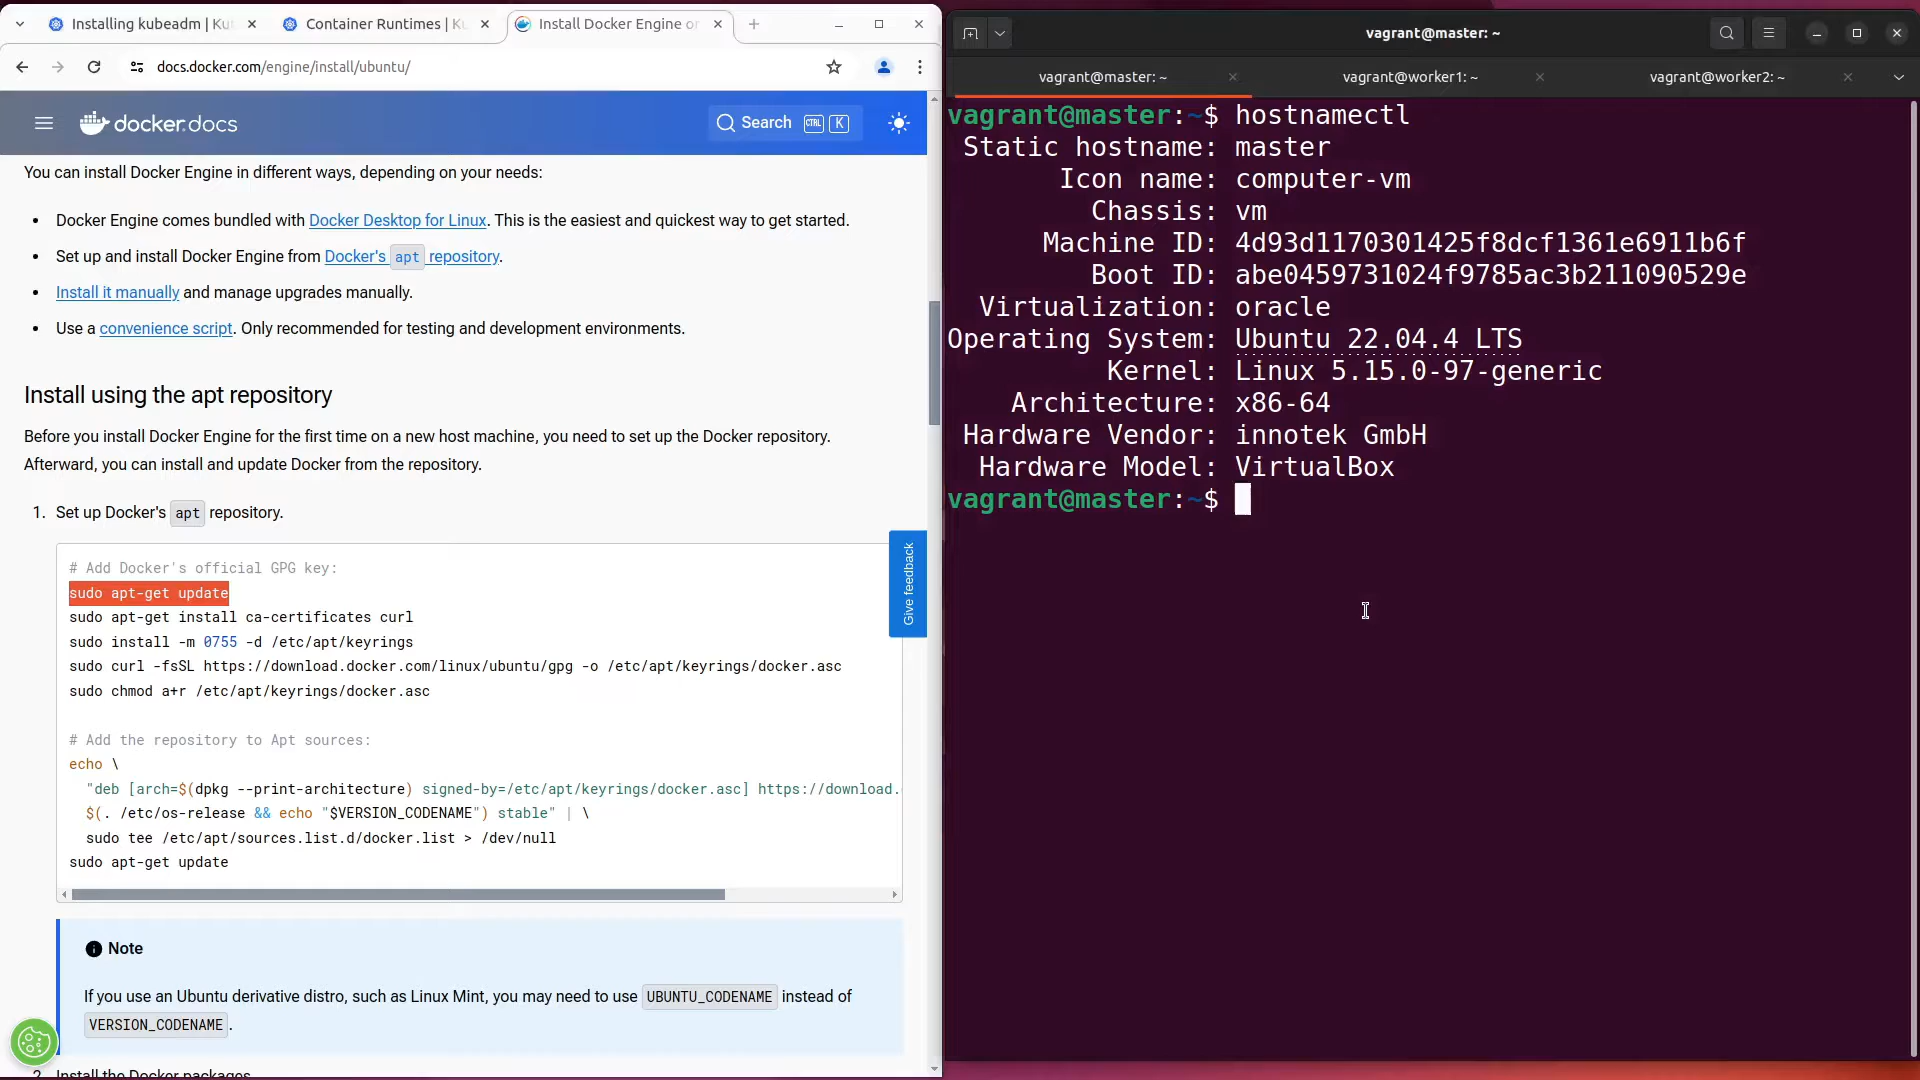 Installing kubeadm | Ku
Container Runtimes | Ku
Install Docker Engine or
docs.docker.com/engine/install/ubuntu/
docker.docs
Search CTRL K
You can install Docker Engine in different ways, depending on your needs:
• Docker Engine comes bundled with Docker Desktop for Linux. This is the easiest and quickest way to get started.
• Set up and install Docker Engine from Docker's apt repository.
• Install it manually and manage upgrades manually.
• Use a convenience script. Only recommended for testing and development environments.
Install using the apt repository
Before you install Docker Engine for the first time on a new host machine, you need to set up the Docker repository.
Afterward, you can install and update Docker from the repository.
1. Set up Docker's apt repository.
# Add Docker's official GPG key:
sudo apt-get update
sudo apt-get install ca-certificates curl
sudo install -m 0755 -d /etc/apt/keyrings
sudo curl -fsSL https://download.docker.com/linux/ubuntu/gpg -o /etc/apt/keyrings/docker.asc
sudo chmod a+r /etc/apt/keyrings/docker.asc
# Add the repository to Apt sources:
echo \
"deb [arch=$(dpkg --print-architecture) signed-by=/etc/apt/keyrings/docker.asc] https://download.
$(. /etc/os-release && echo "$VERSION_CODENAME") stable" | \
sudo tee /etc/apt/sources.list.d/docker.list > /dev/null
sudo apt-get update
Give feedback
Note
If you use an Ubuntu derivative distro, such as Linux Mint, you may need to use UBUNTU_CODENAME instead of
VERSION_CODENAME.
2. Install the Docker packages.
vagrant@master: ~
vagrant@master: ~
vagrant@worker1: ~
vagrant@worker2: ~
vagrant@master:~$ hostnamectl
Static hostname: master
Icon name: computer-vm
Chassis: vm
Machine ID: 4d93d1170301425f8dcf1361e6911b6f
Boot ID: abe0459731024f9785ac3b211090529e
Virtualization: oracle
Operating System: Ubuntu 22.04.4 LTS
Kernel: Linux 5.15.0-97-generic
Architecture: x86-64
Hardware Vendor: innotek GmbH
Hardware Model: VirtualBox
vagrant@master:~$